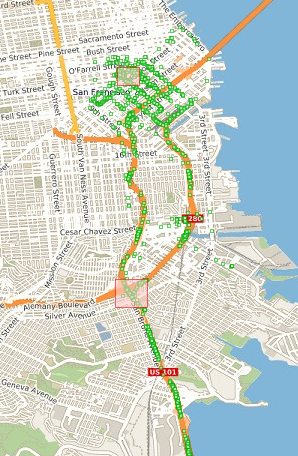 The Embarcadero
Sacramento Street
Pine Street
Bush Street
O'Farrell Street
Turk Street
San Francisco
Gough Street
Fell Street
3rd Street
3rd Street
16th Street
Guerrero Street
South Van Ness Avenue
280
Cesar Chavez Street
Mission Street
3rd Street
Alemany Boulevard
Silver Avenue
3rd Street
US 101
Geneva Avenue